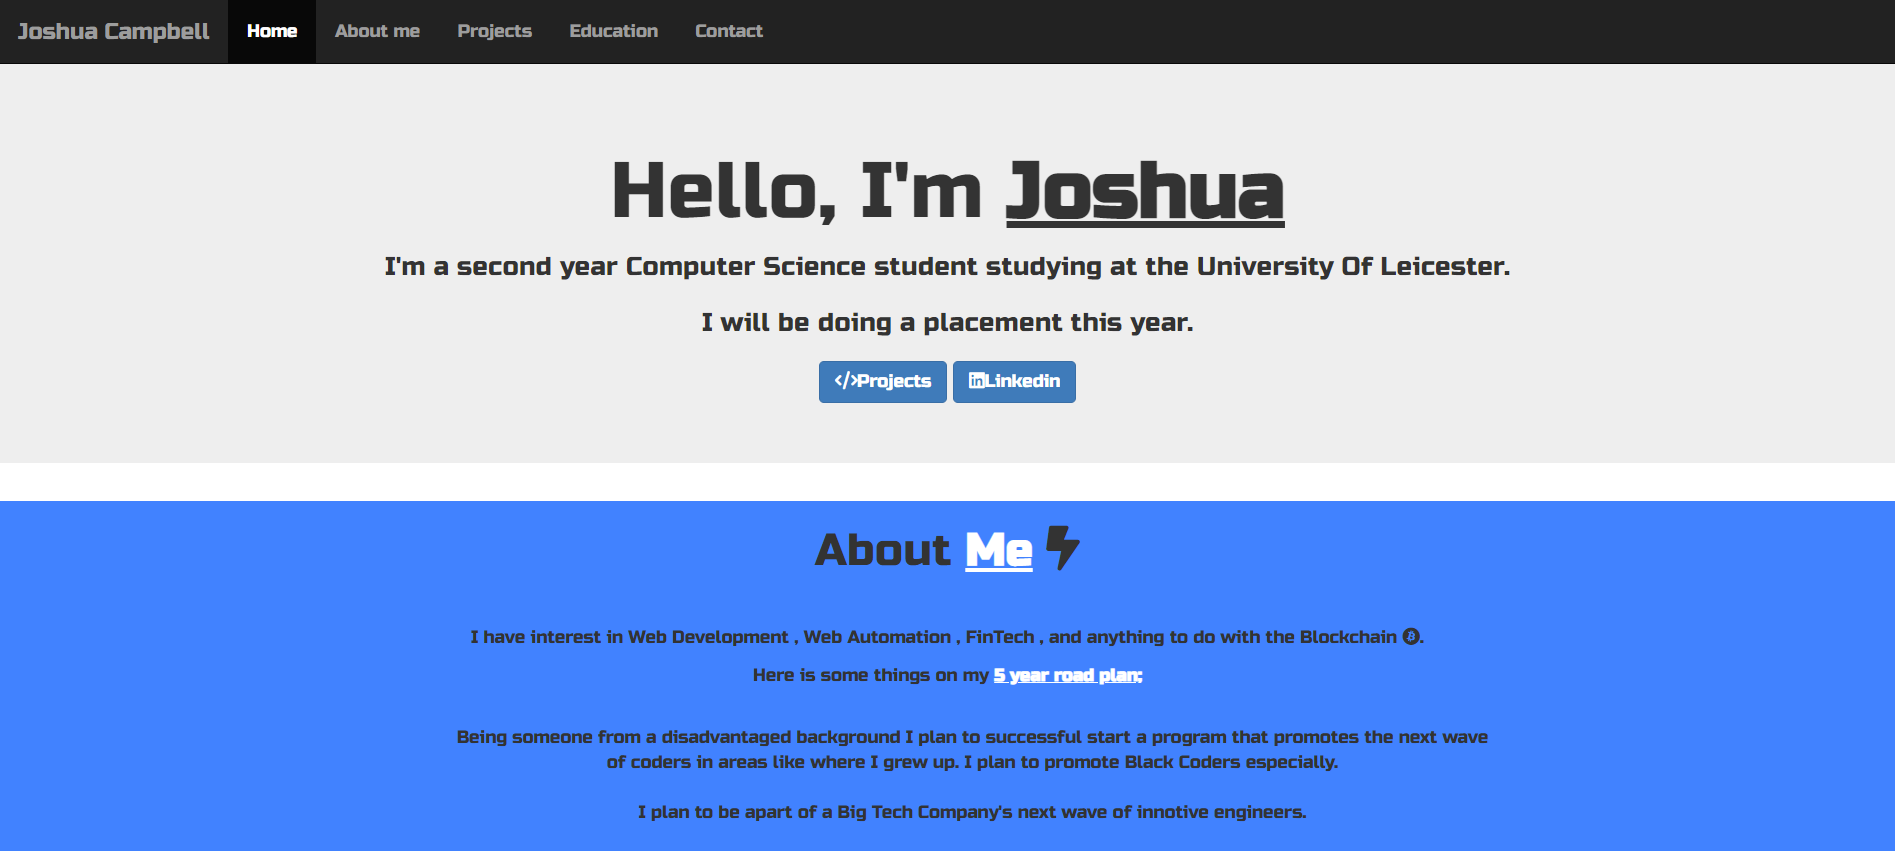 Joshua Campbell Home About me Projects Education Contact
Hello, I'm Joshua
I'm a second year Computer Science student studying at the University Of Leicester.
I will be doing a placement this year.
</>Projects Linkedin
About Me
I have interest in Web Development , Web Automation , FinTech , and anything to do with the Blockchain .
Here is some things on my 5 year road plan;
Being someone from a disadvantaged background I plan to successful start a program that promotes the next wave
of coders in areas like where I grew up. I plan to promote Black Coders especially.
I plan to be apart of a Big Tech Company's next wave of innotive engineers.